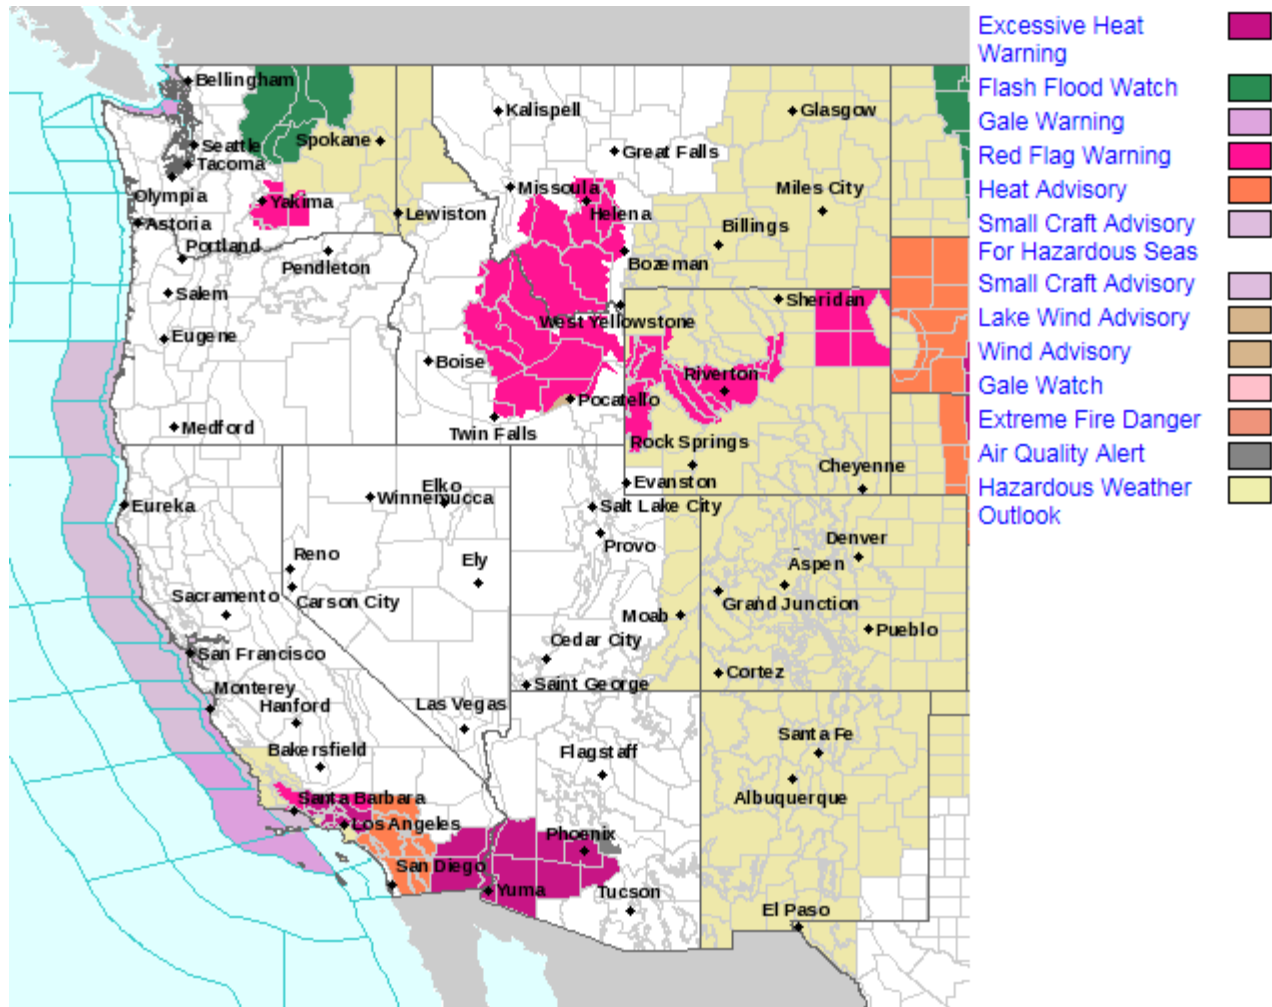 Excessive Heat
Warning
Flash Flood Watch
Gale Warning
Red Flag Warning
Heat Advisory
Small Craft Advisory
For Hazardous Seas
Small Craft Advisory
Lake Wind Advisory
Wind Advisory
Gale Watch
Extreme Fire Danger
Air Quality Alert
Hazardous Weather
Outlook
Bellingham
Kalispell
Glasgow
Seattle
Spokane
Great Falls
Tacoma
Olympia
Yakima
Missoula
Miles City
Astoria
Lewiston
Helena
Billings
Portland
Pendleton
Bozeman
Salem
Sheridan
Eugene
West Yellowstone
Boise
Riverton
Pocatello
Medford
Twin Falls
Rock Springs
Cheyenne
Evanston
Elko
Winnemucca
Eureka
Salt Lake City
Provo
Denver
Reno
Ely
Aspen
Sacramento
Carson City
Grand Junction
Moab
Pueblo
San Francisco
Cedar City
Cortez
Monterey
Saint George
Hanford
Las Vegas
Bakersfield
Flagstaff
Santa Fe
Albuquerque
Santa Barbara
Los Angeles
Phoenix
San Diego
Yuma
Tucson
El Paso